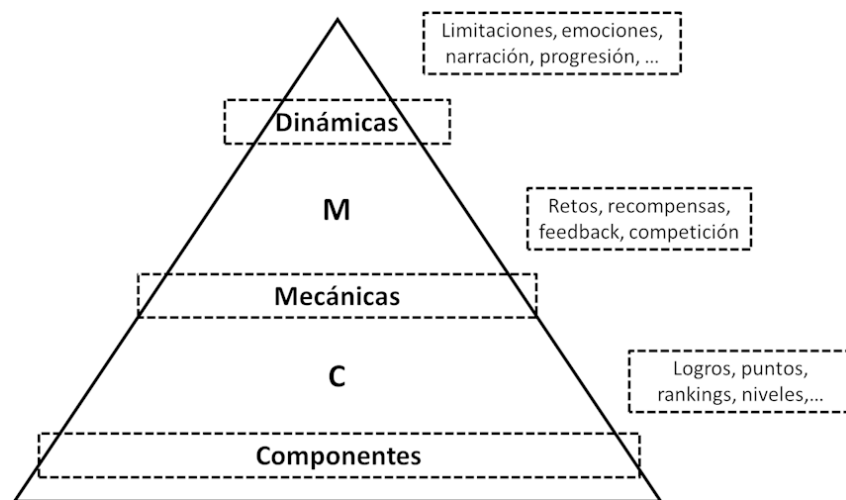 Limitaciones, emociones,
narración, progresión, ...
Dinámicas
M
Retos, recompensas,
feedback, competición
Mecánicas
C
Logros, puntos,
rankings, niveles,...
Componentes